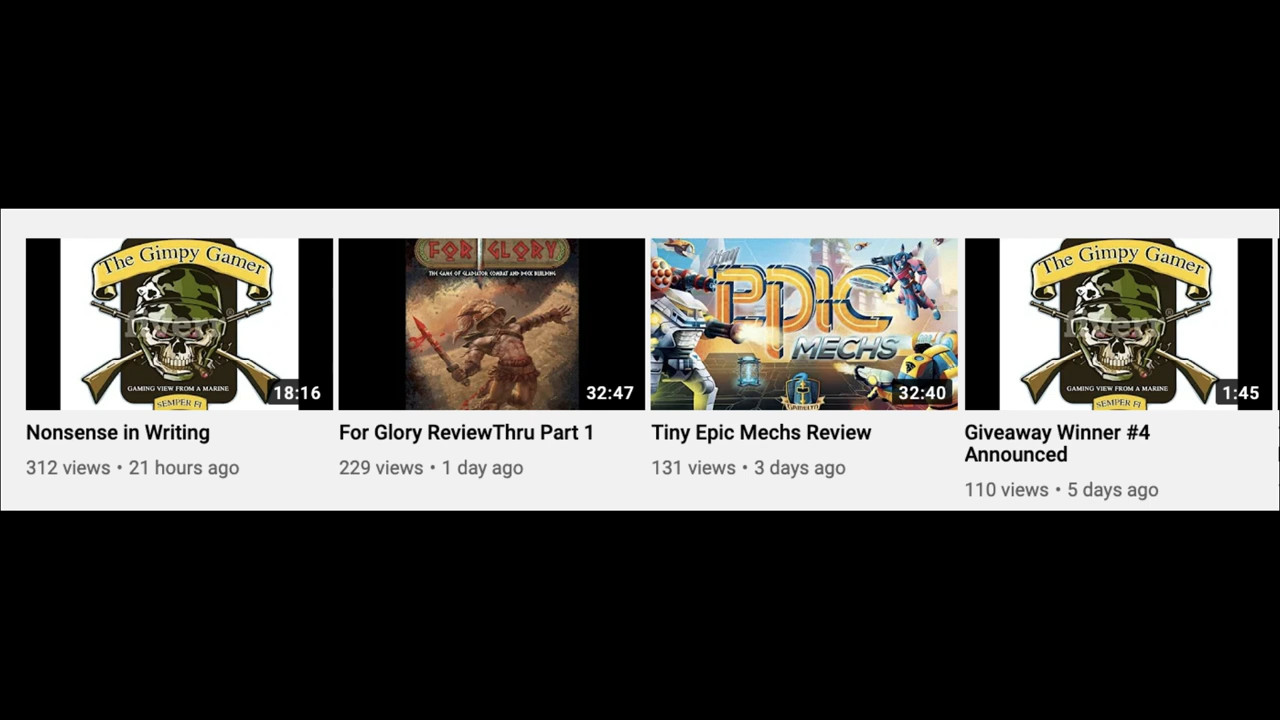 The Gimpy Gamer
fiverr®
GAMING VIEW FROM A MARINE
SEMPER FI
18:16
Nonsense in Writing
312 views • 21 hours ago
FOR GLORY
THE GAME OF GLADIATOR COMBAT AND DECK BUILDING
32:47
For Glory ReviewThru Part 1
229 views • 1 day ago
tiny
EPIC
MECHS
32:40
Tiny Epic Mechs Review
131 views • 3 days ago
The Gimpy Gamer
fiverr®
GAMING VIEW FROM A MARINE
SEMPER FI
1:45
Giveaway Winner #4
Announced
110 views • 5 days ago